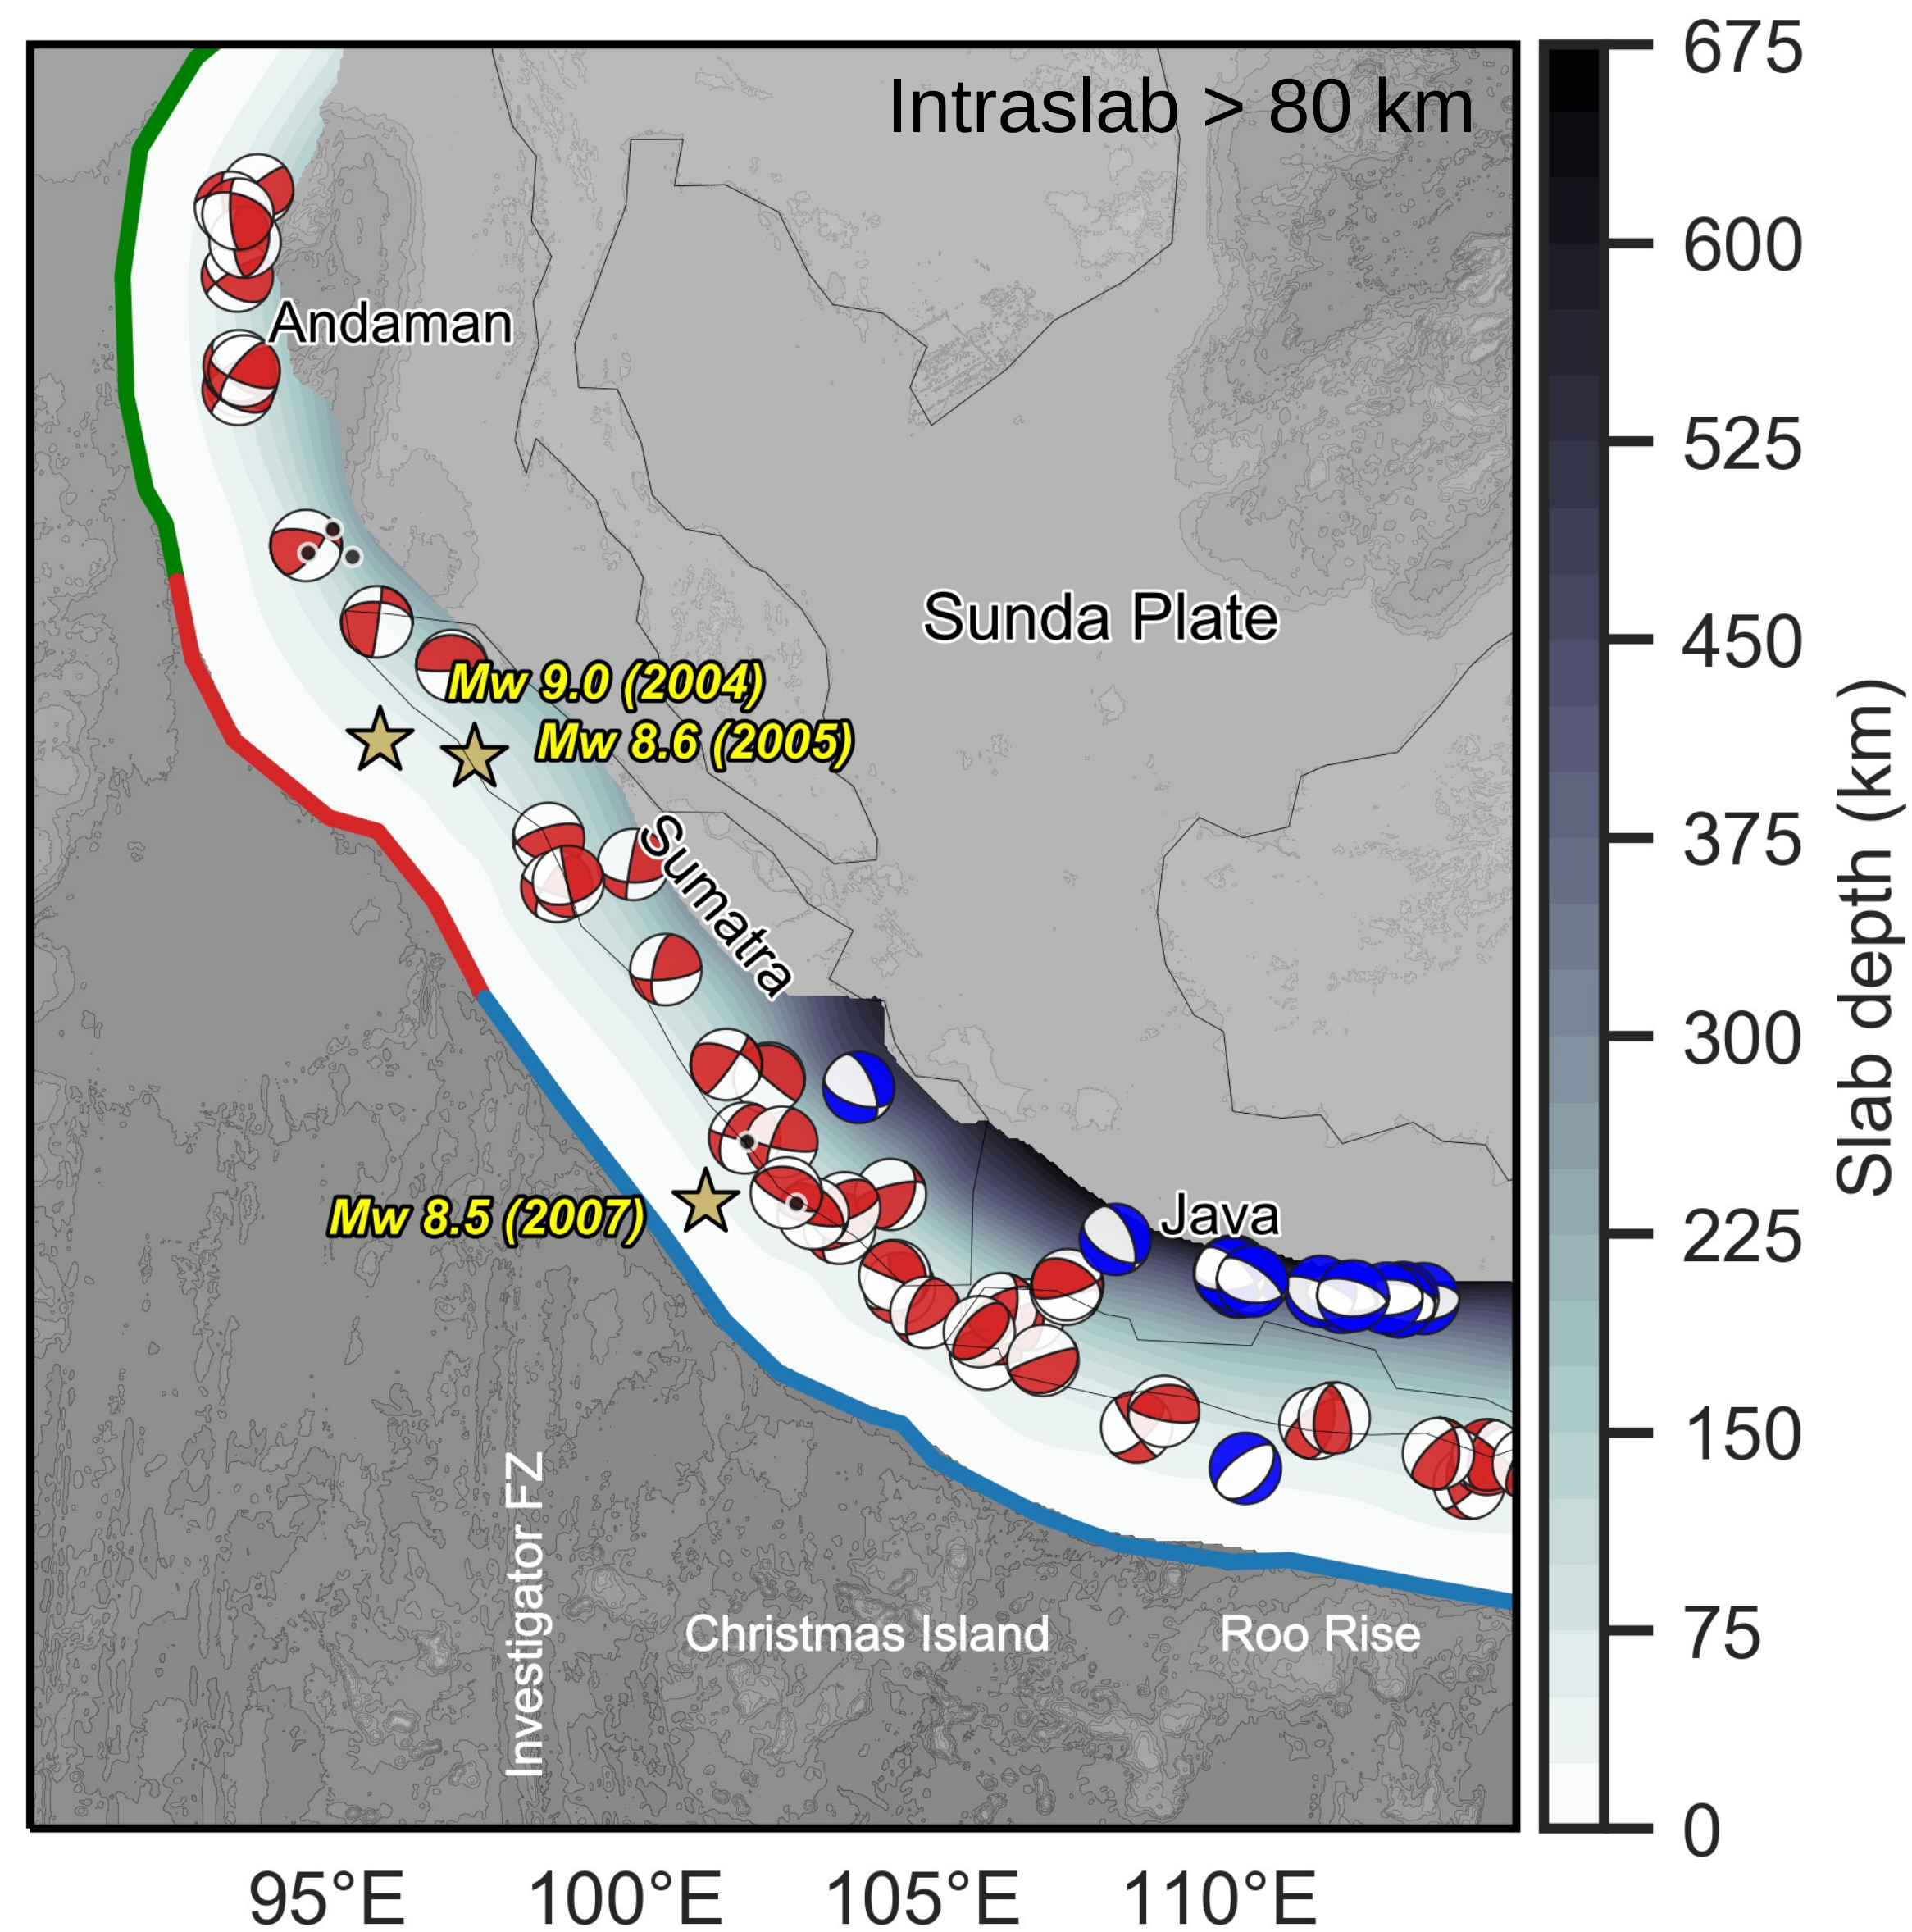 Intraslab > 80 km
Andaman
Sunda Plate
Mw 9.0 (2004)
Mw 8.6 (2005)
Sumatra
Mw 8.5 (2007)
Java
Investigator FZ
Christmas Island
Roo Rise
95°E
100°E
105°E
110°E
675
600
525
450
375
300
225
150
75
0
Slab depth (km)